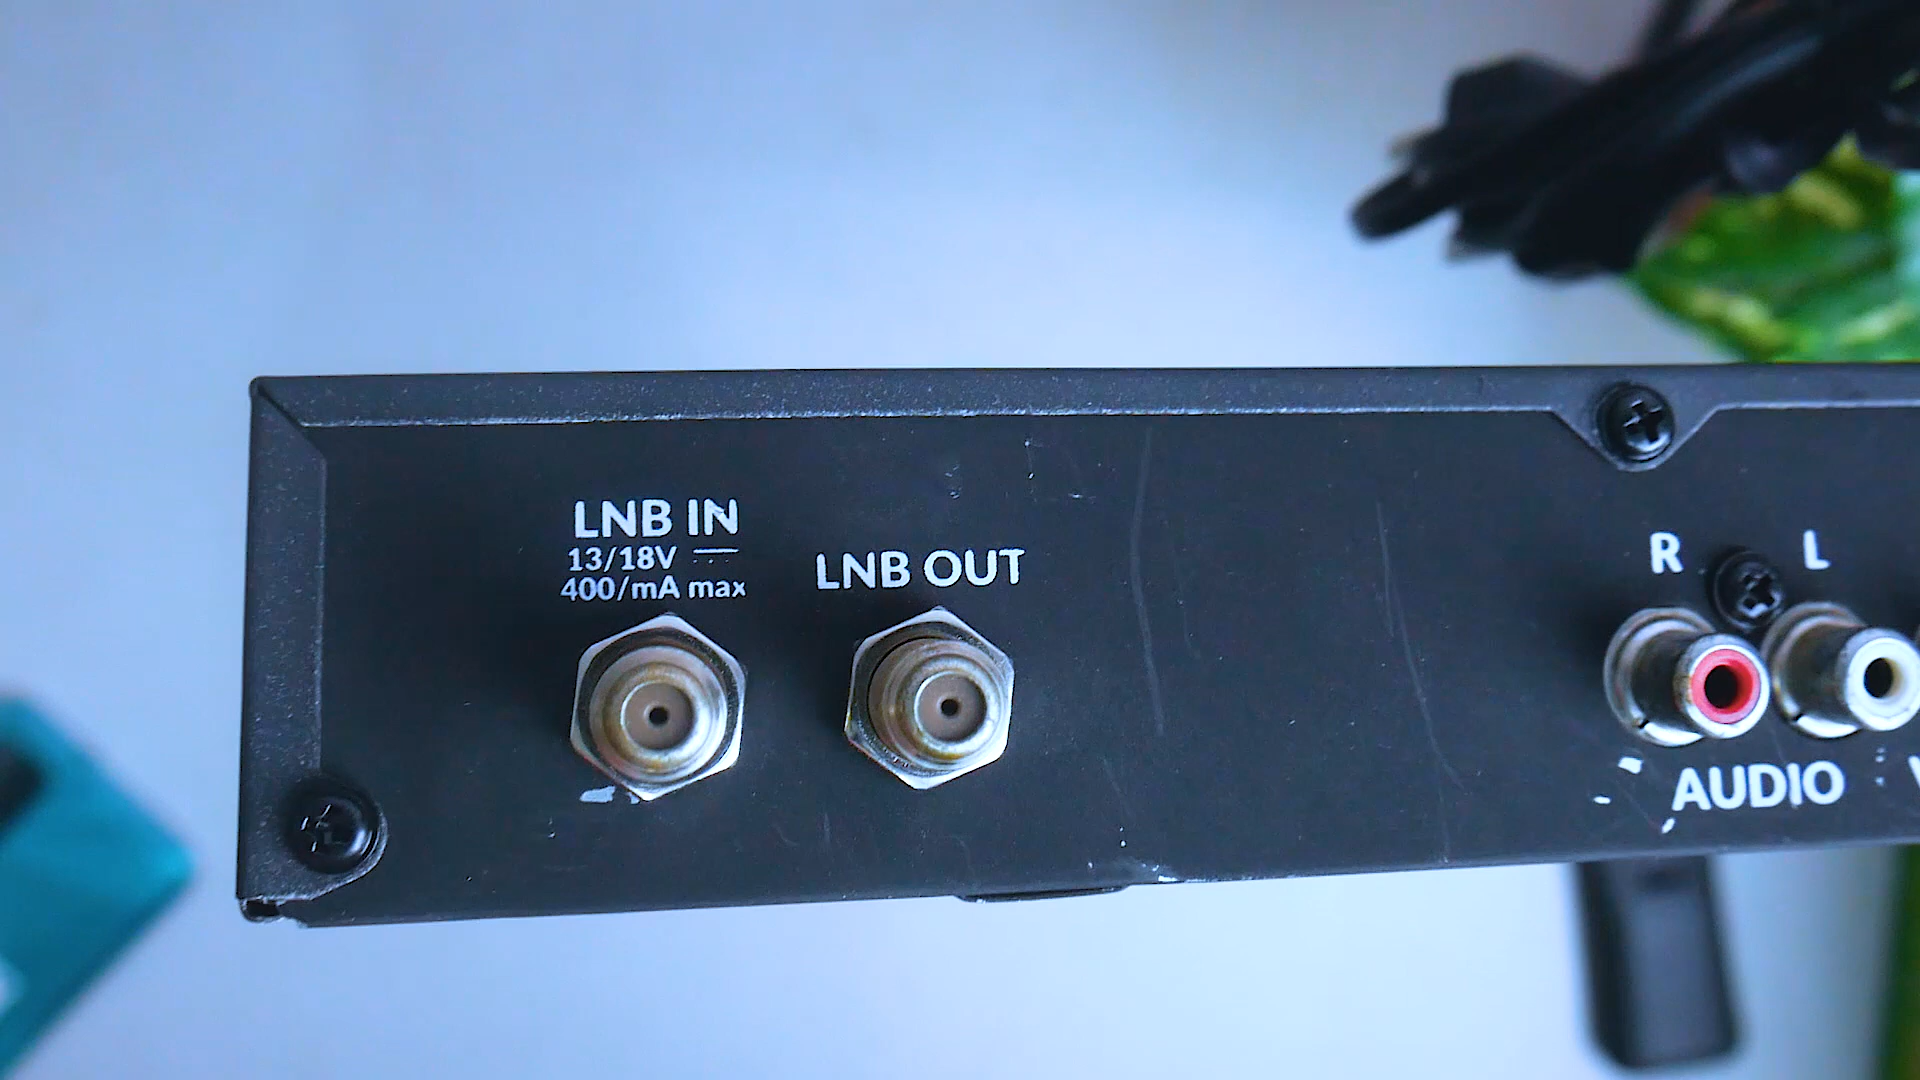 LNB IN
13/18V
400/mA max
LNB OUT
R L
AUDIO